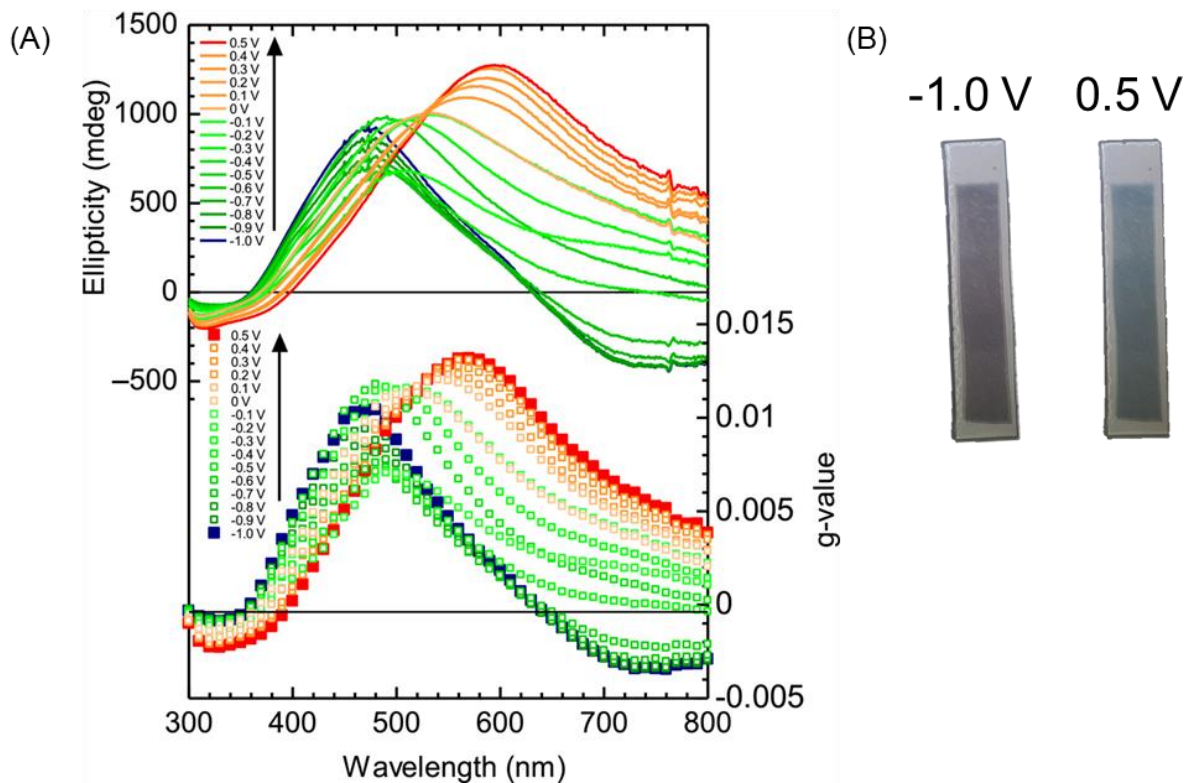 (A)
1500
1000
500
0
–500
Ellipticity (mdeg)
0.5 V
0.4 V
0.3 V
0.2 V
0.1 V
0 V
-0.1 V
-0.2 V
-0.3 V
-0.4 V
-0.5 V
-0.6 V
-0.7 V
-0.8 V
-0.9 V
-1.0 V
0.5 V
0.4 V
0.3 V
0.2 V
0.1 V
0 V
-0.1 V
-0.2 V
-0.3 V
-0.4 V
-0.5 V
-0.6 V
-0.7 V
-0.8 V
-0.9 V
-1.0 V
0.015
0.010
0.005
0
-0.005
g-value
300 400 500 600 700 800
Wavelength (nm)
(B)
-1.0 V 0.5 V